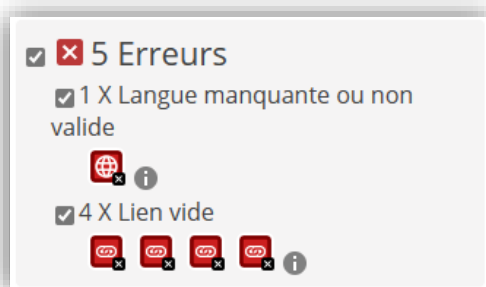 5 Erreurs
1 X Langue manquante ou non
valide
4 X Lien vide